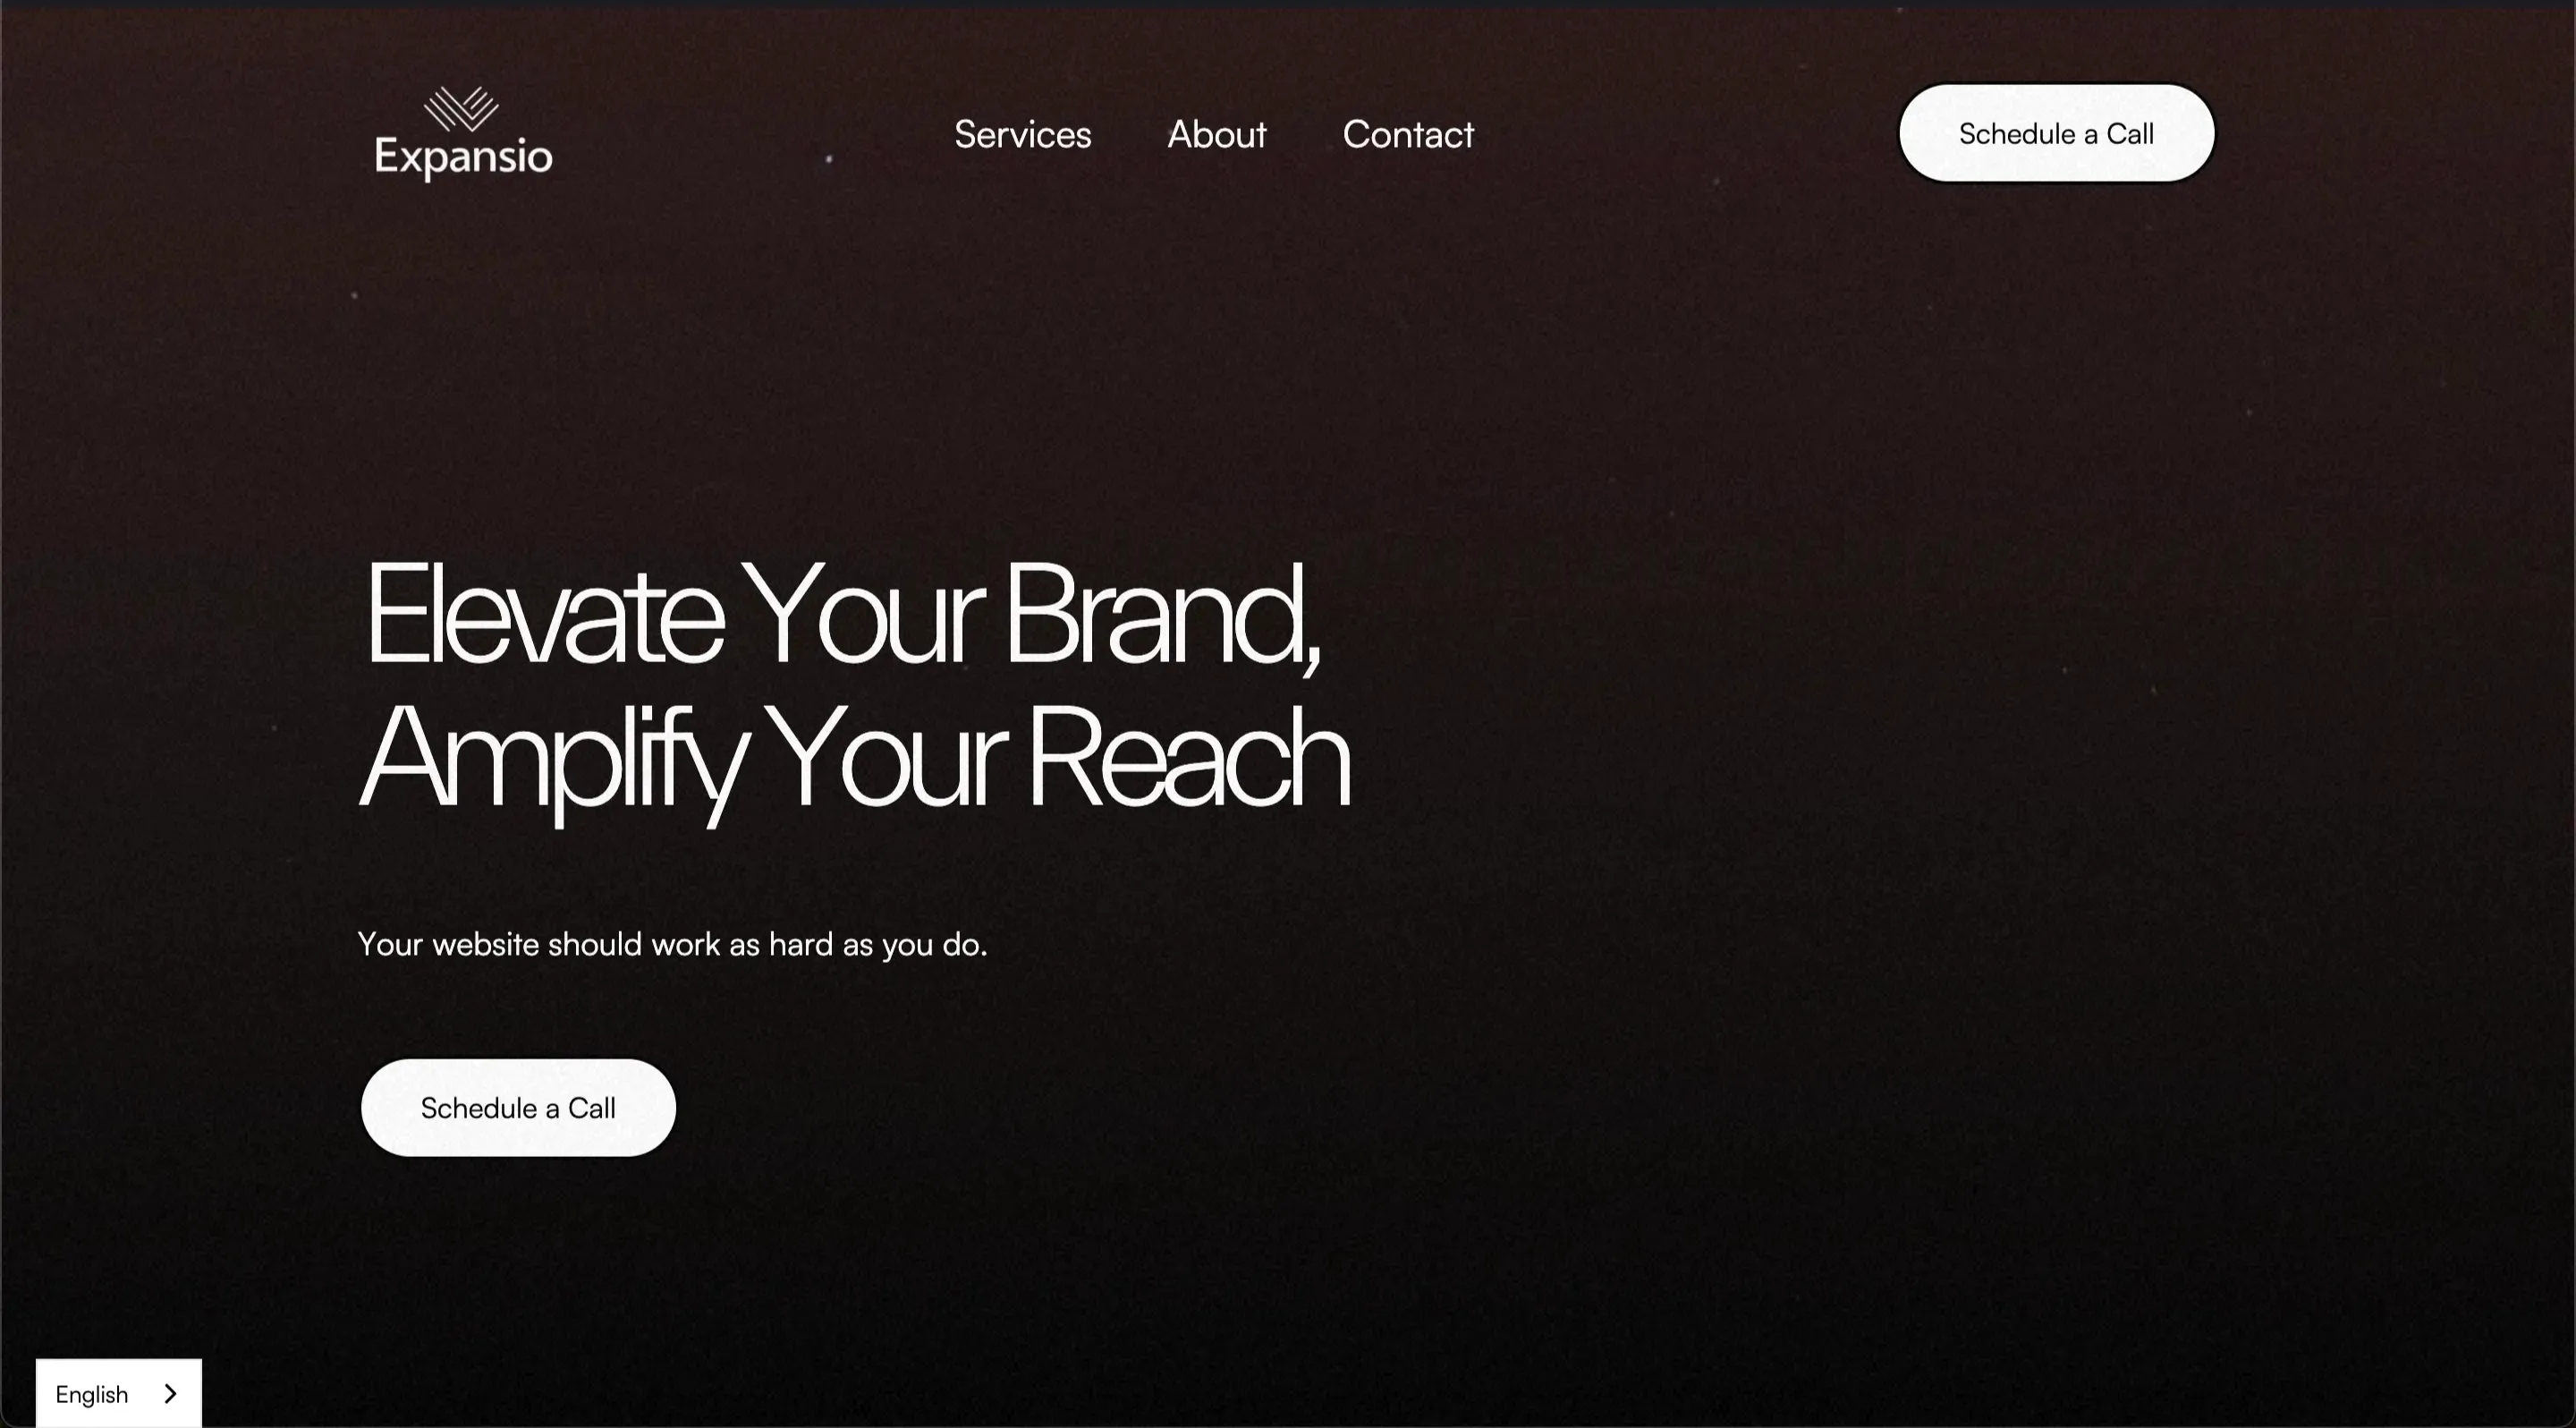 Expansio
Services
About
Contact
Schedule a Call
Elevate Your Brand,
Amplify Your Reach
Your website should work as hard as you do.
Schedule a Call
English